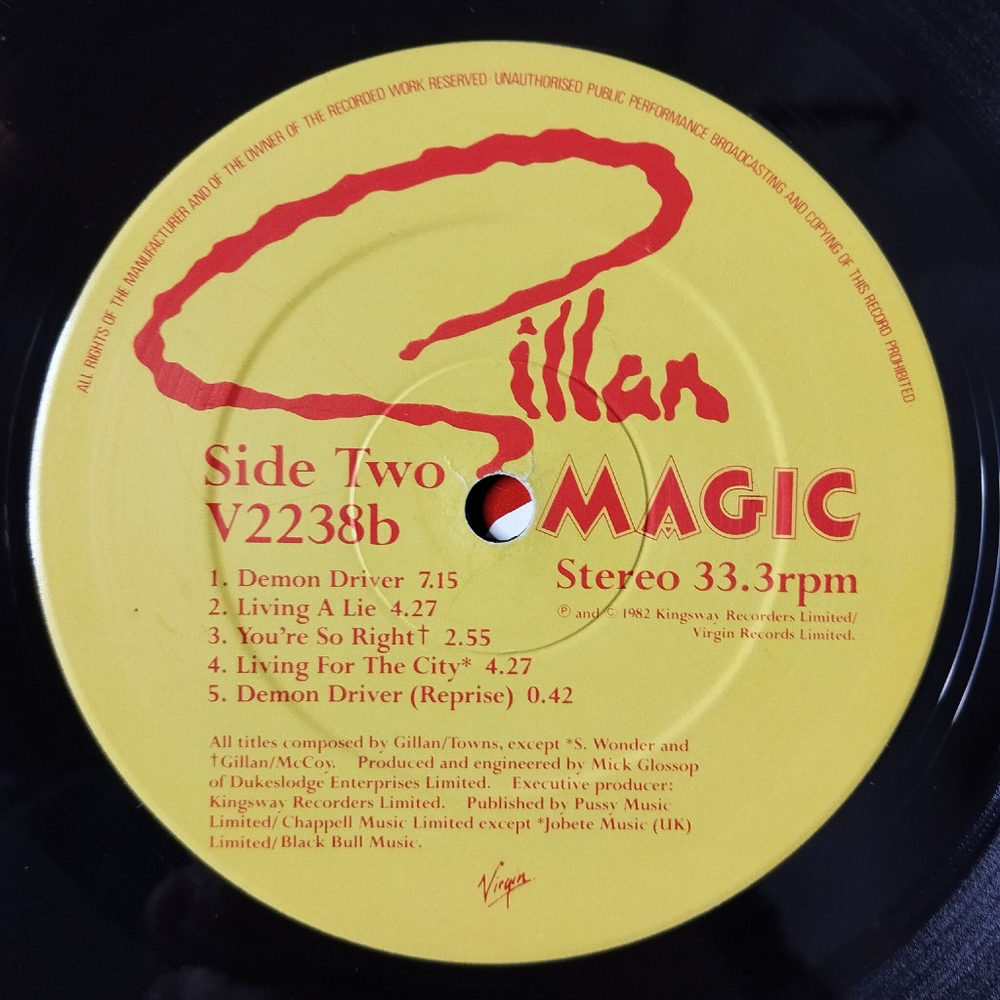 ALL RIGHTS OF THE MANUFACTURER AND OF THE OWNER OF THE RECORDED WORK RESERVED · UNAUTHORISED PUBLIC PERFORMANCE BROADCASTING AND COPYING OF THIS RECORD PROHIBITED
Gillan
MAGIC
Side Two
V2238b
Stereo 33.3rpm
℗ and © 1982 Kingsway Recorders Limited/
Virgin Records Limited.
1. Demon Driver 7.15
2. Living A Lie 4.27
3. You're So Right† 2.55
4. Living For The City* 4.27
5. Demon Driver (Reprise) 0.42
All titles composed by Gillan/Towns, except *S. Wonder and
†Gillan/McCoy. Produced and engineered by Mick Glossop
of Dukeslodge Enterprises Limited. Executive producer:
Kingsway Recorders Limited. Published by Pussy Music
Limited/Chappell Music Limited except *Jobete Music (UK)
Limited/Black Bull Music.
Virgin